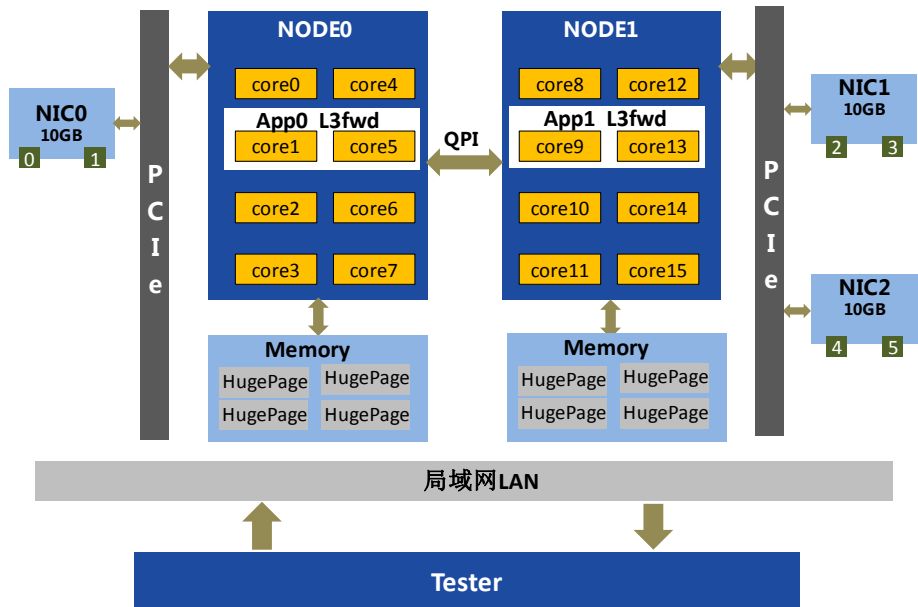 NODE0
core0 core4
App0 L3fwd
core1 core5
core2 core6
core3 core7
NODE1
core8 core12
App1 L3fwd
core9 core13
core10 core14
core11 core15
QPI
NIC0
10GB
0 1
PCIe
PCIe
NIC1
10GB
2 3
NIC2
10GB
4 5
Memory
HugePage HugePage
HugePage HugePage
Memory
HugePage HugePage
HugePage HugePage
局域网LAN
Tester